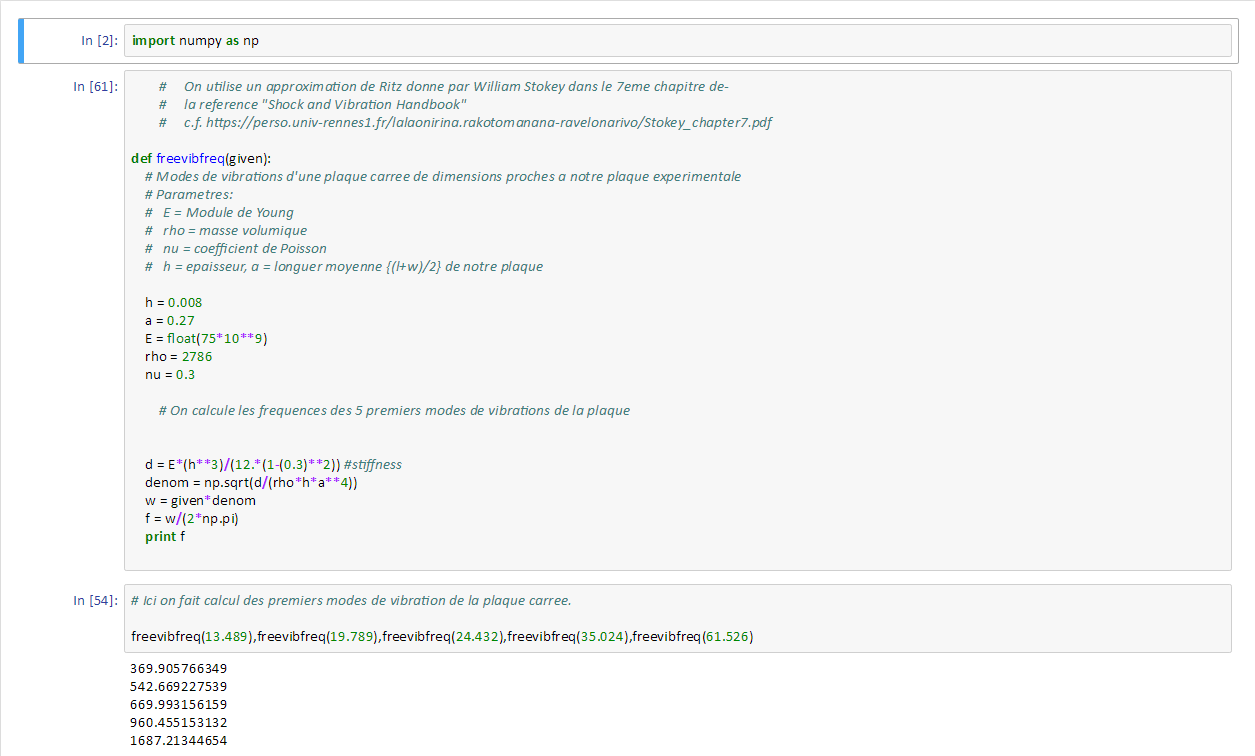 In [2]: import numpy as np
In [61]: # On utilise un approximation de Ritz donne par William Stokey dans le 7eme chapitre de-
# la reference "Shock and Vibration Handbook"
# c.f. https://perso.univ-rennes1.fr/lalaonirina.rakotomanana-ravelonarivo/Stokey_chapter7.pdf
def freevibfreq(given):
# Modes de vibrations d'une plaque carree de dimensions proches a notre plaque experimentale
# Parametres:
# E = Module de Young
# rho = masse volumique
# nu = coefficient de Poisson
# h = epaisseur, a = longuer moyenne {(l+w)/2} de notre plaque
h = 0.008
a = 0.27
E = float(75*10**9)
rho = 2786
nu = 0.3
# On calcule les frequences des 5 premiers modes de vibrations de la plaque
d = E*(h**3)/(12.*(1-(0.3)**2)) #stiffness
denom = np.sqrt(d/(rho*h*a**4))
w = given*denom
f = w/(2*np.pi)
print f
In [54]: # Ici on fait calcul des premiers modes de vibration de la plaque carree.
freevibfreq(13.489),freevibfreq(19.789),freevibfreq(24.432),freevibfreq(35.024),freevibfreq(61.526)
369.905766349
542.669227539
669.993156159
960.455153132
1687.21344654